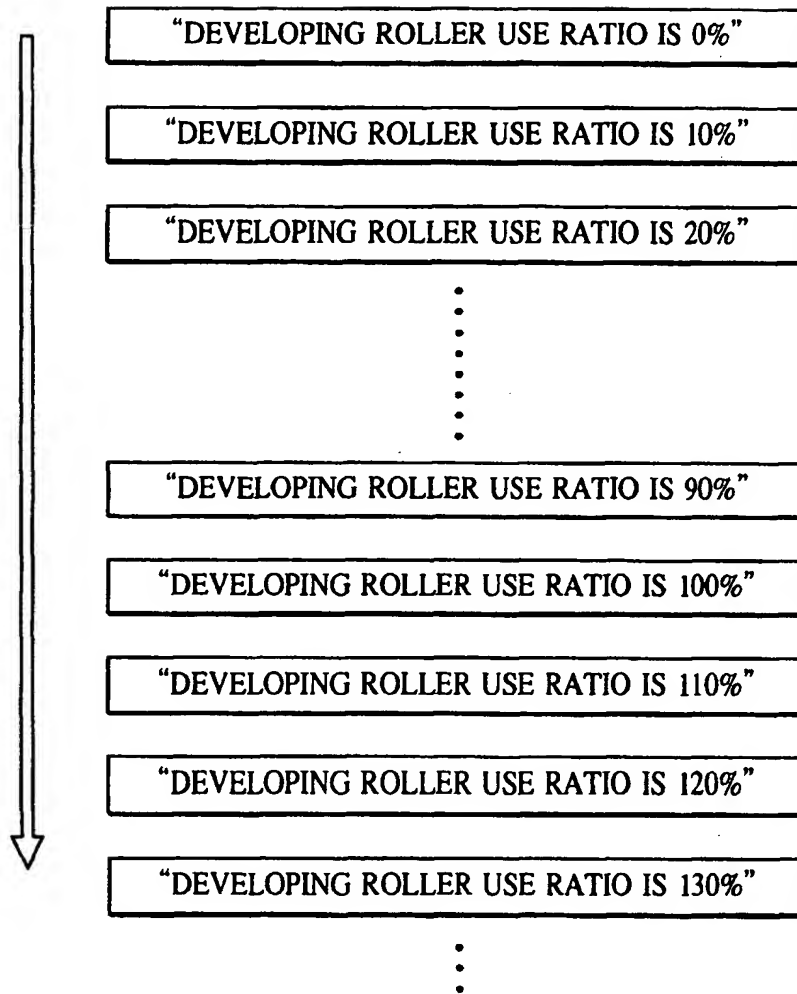 “DEVELOPING ROLLER USE RATIO IS 0%”
“DEVELOPING ROLLER USE RATIO IS 10%”
“DEVELOPING ROLLER USE RATIO IS 20%”
“DEVELOPING ROLLER USE RATIO IS 90%”
“DEVELOPING ROLLER USE RATIO IS 100%”
“DEVELOPING ROLLER USE RATIO IS 110%”
“DEVELOPING ROLLER USE RATIO IS 120%”
“DEVELOPING ROLLER USE RATIO IS 130%”